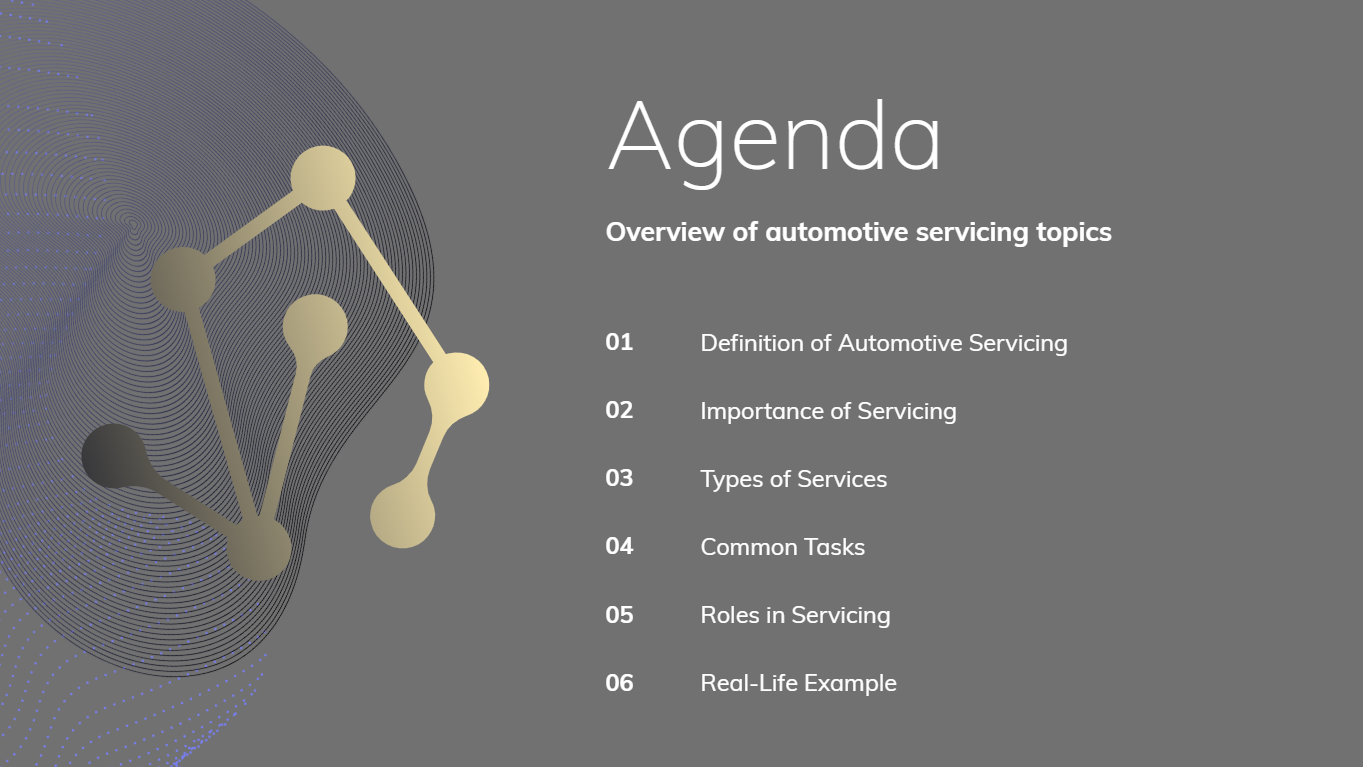 Agenda
Overview of automotive servicing topics
01 Definition of Automotive Servicing
02 Importance of Servicing
03 Types of Services
04 Common Tasks
05 Roles in Servicing
06 Real-Life Example